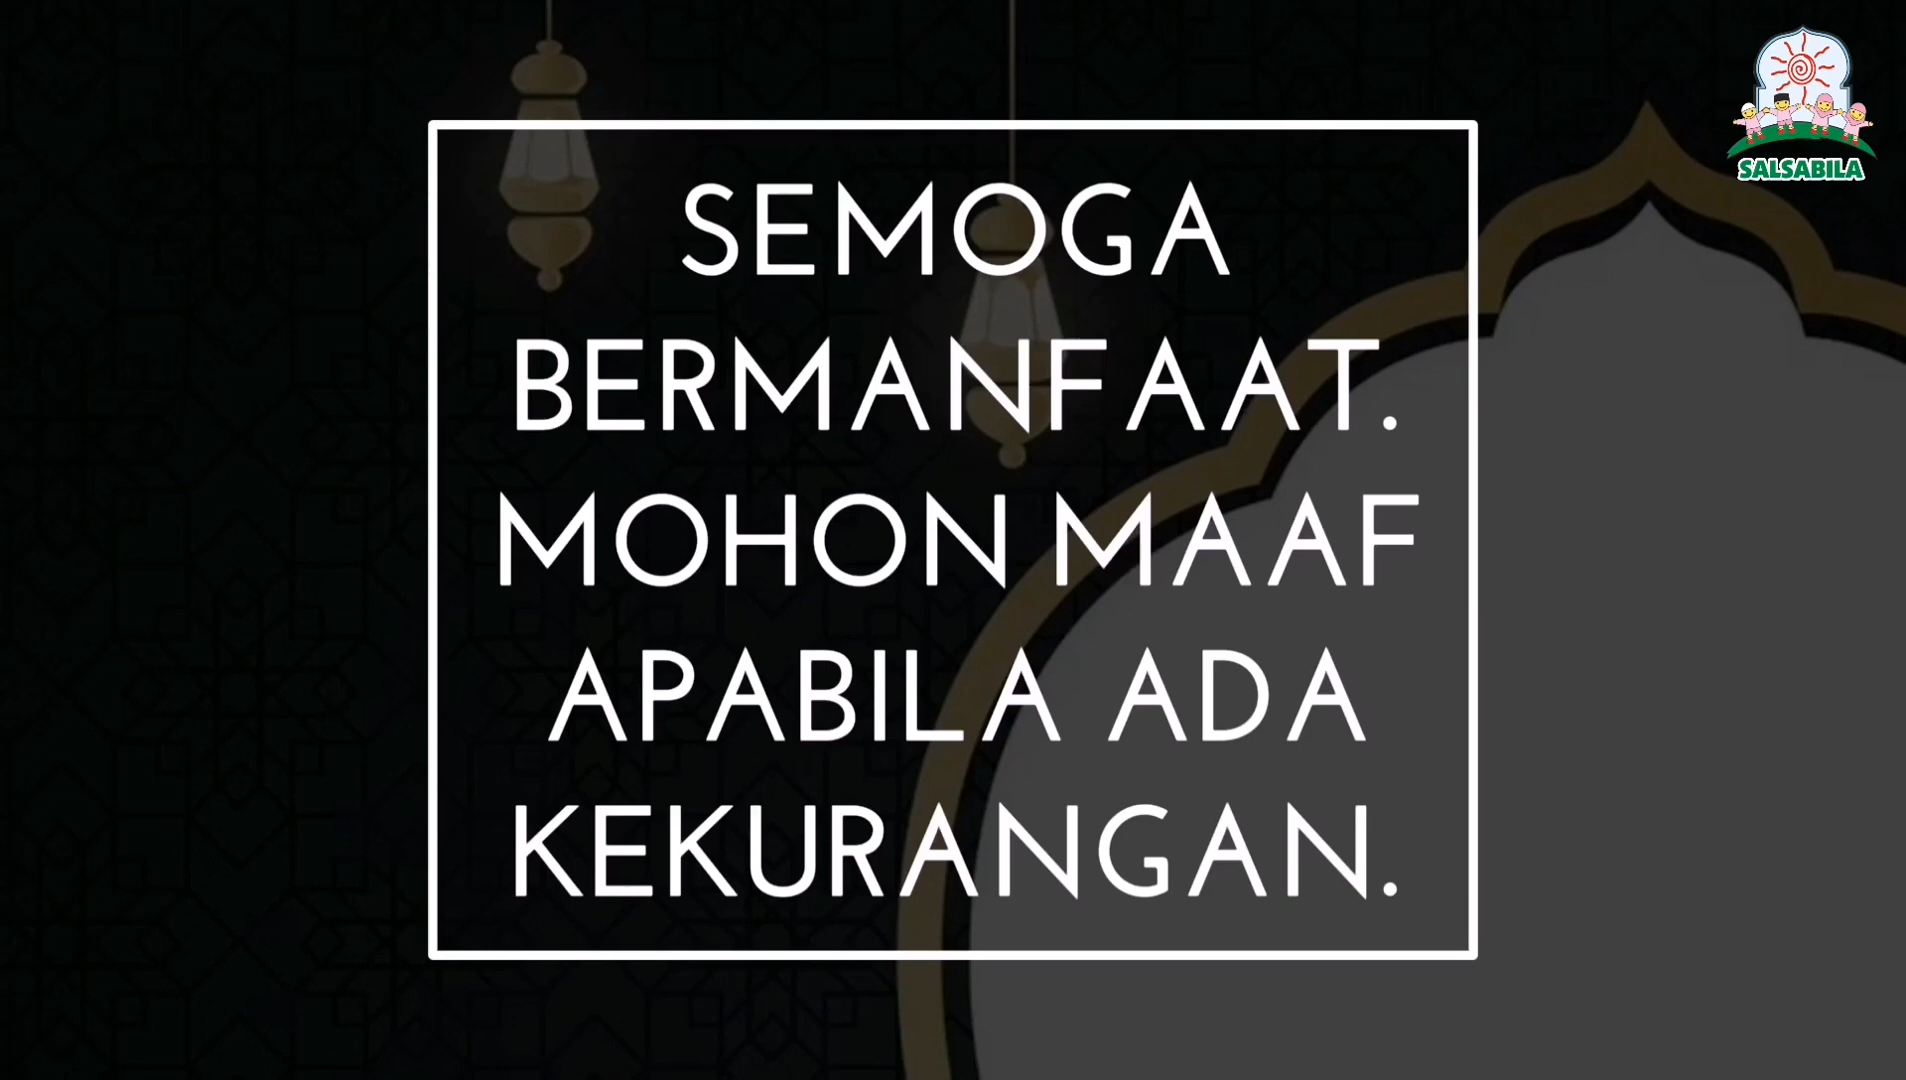 SALSABILA
SEMOGA
BERMANFAAT.
MOHON MAAF
APABILA ADA
KEKURANGAN.